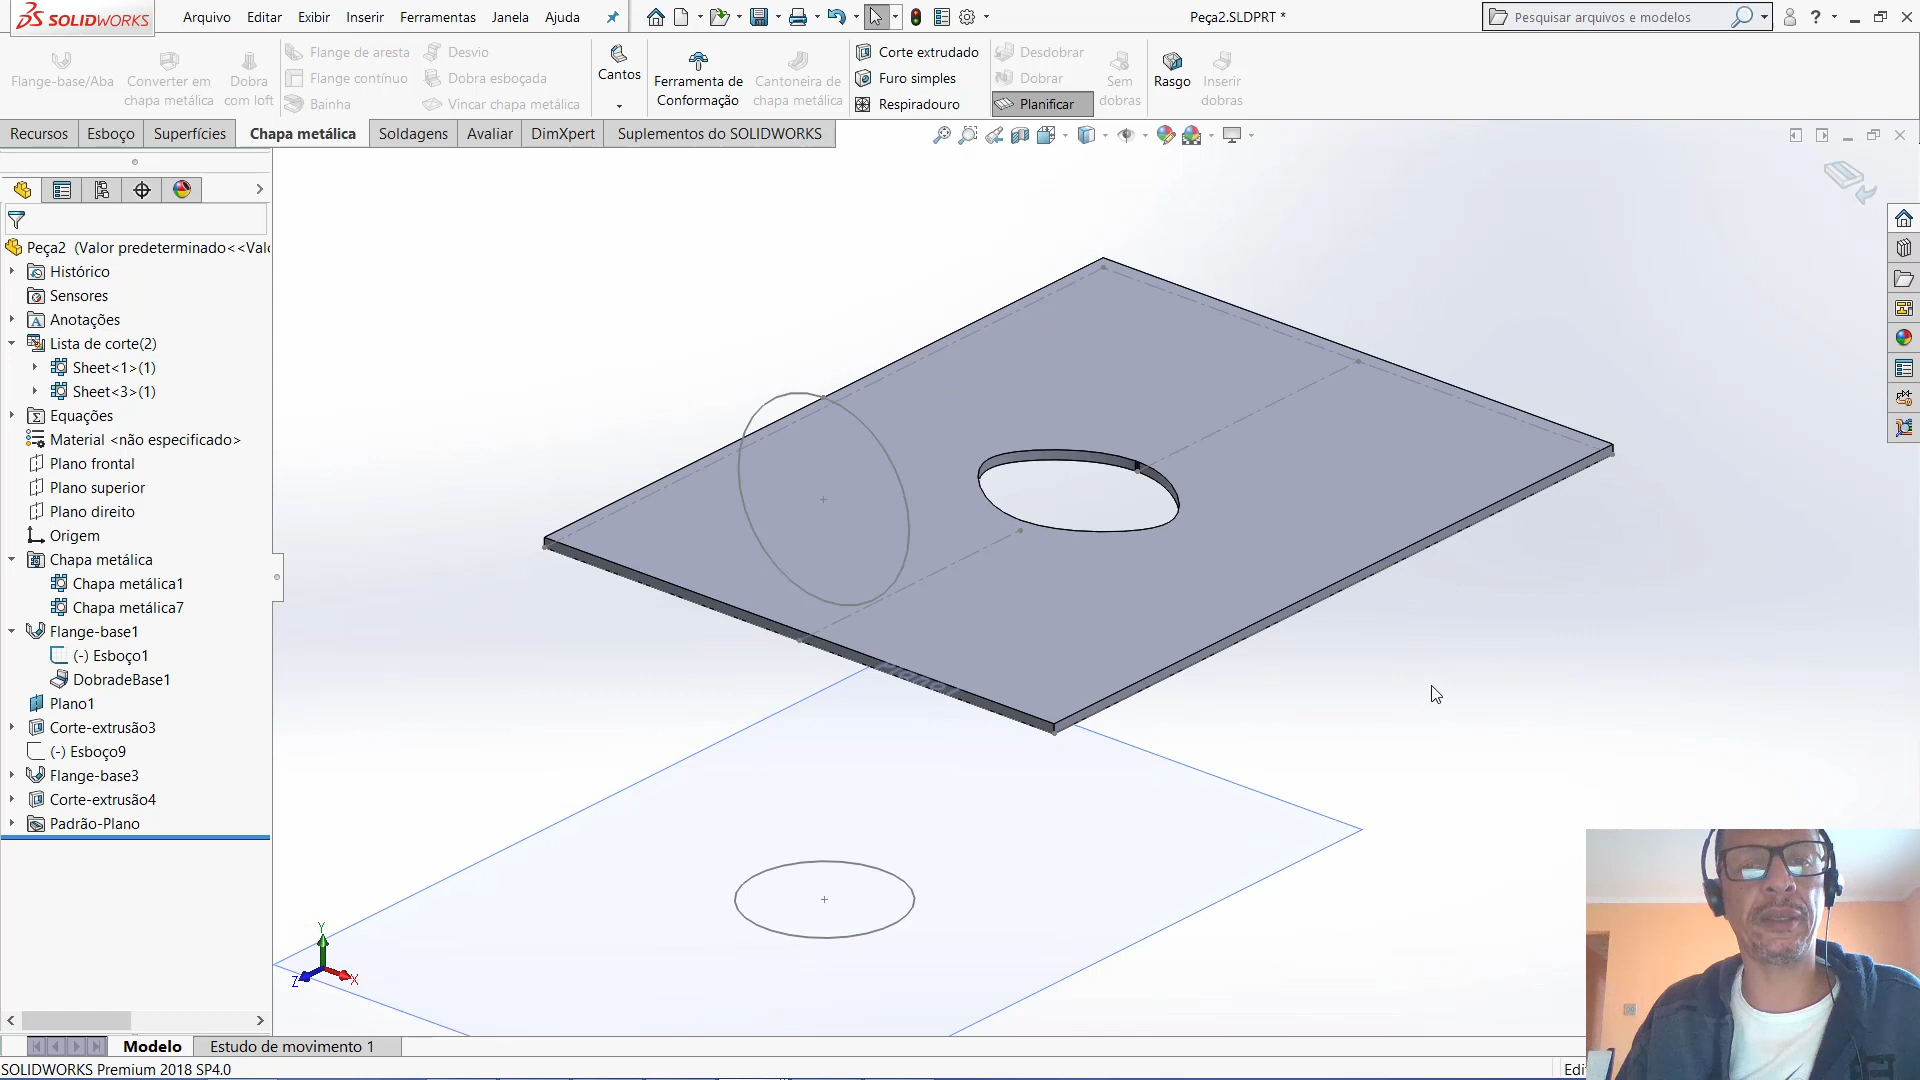 SOLIDWORKS
Arquivo Editar Exibir Inserir Ferramentas Janela Ajuda
Peça2.SLDPRT *
Pesquisar arquivos e modelos
Flange-base/Aba
Converter em
chapa metálica
Dobra
com loft
Flange de aresta
Flange contínuo
Bainha
Desvio
Dobra esboçada
Vincar chapa metálica
Cantos
Ferramenta de
Conformação
Cantoneira de
chapa metálica
Corte extrudado
Furo simples
Respiradouro
Desdobrar
Dobrar
Planificar
Sem
dobras
Rasgo
Inserir
dobras
Recursos Esboço Superfícies Chapa metálica Soldagens Avaliar DimXpert Suplementos do SOLIDWORKS
Peça2 (Valor predeterminado<<Valo
Histórico
Sensores
Anotações
Lista de corte(2)
Sheet<1>(1)
Sheet<3>(1)
Equações
Material <não especificado>
Plano frontal
Plano superior
Plano direito
Origem
Chapa metálica
Chapa metálica1
Chapa metálica7
Flange-base1
(-) Esboço1
DobradeBase1
Plano1
Corte-extrusão3
(-) Esboço9
Flange-base3
Corte-extrusão4
Padrão-Plano
Y
Z X
Modelo Estudo de movimento 1
SOLIDWORKS Premium 2018 SP4.0
Edi